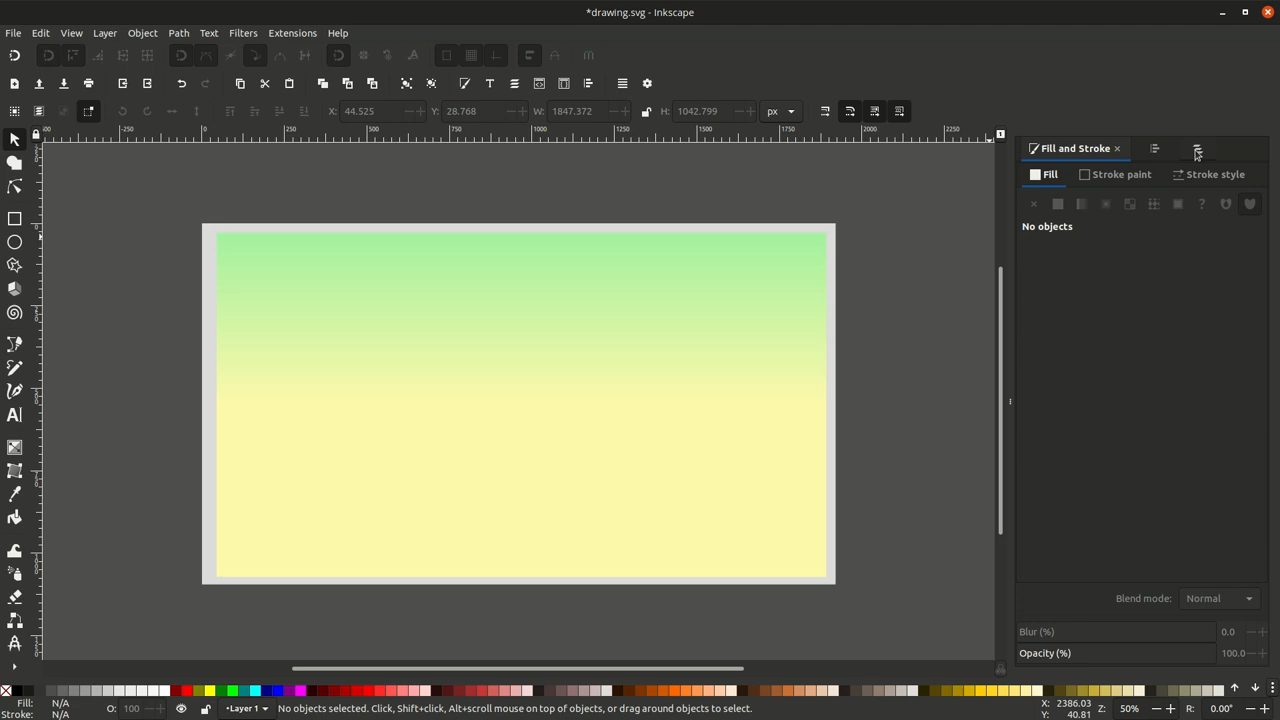 *drawing.svg - Inkscape
File Edit View Layer Object Path Text Filters Extensions Help
X: 44.525 Y: 28.768 W: 1847.372 H: 1042.799 px
-250 0 250 500 750 1000 1250 1500 1750 2000 2250
1
Fill and Stroke
Fill Stroke paint Stroke style
No objects
Blend mode: Normal
Blur (%) 0.0
Opacity (%) 100.0
Fill: N/A
Stroke: N/A
O: 100
•Layer 1
No objects selected. Click, Shift+click, Alt+scroll mouse on top of objects, or drag around objects to select.
X: 2386.03
Y: 40.81
Z: 50%
R: 0.00°